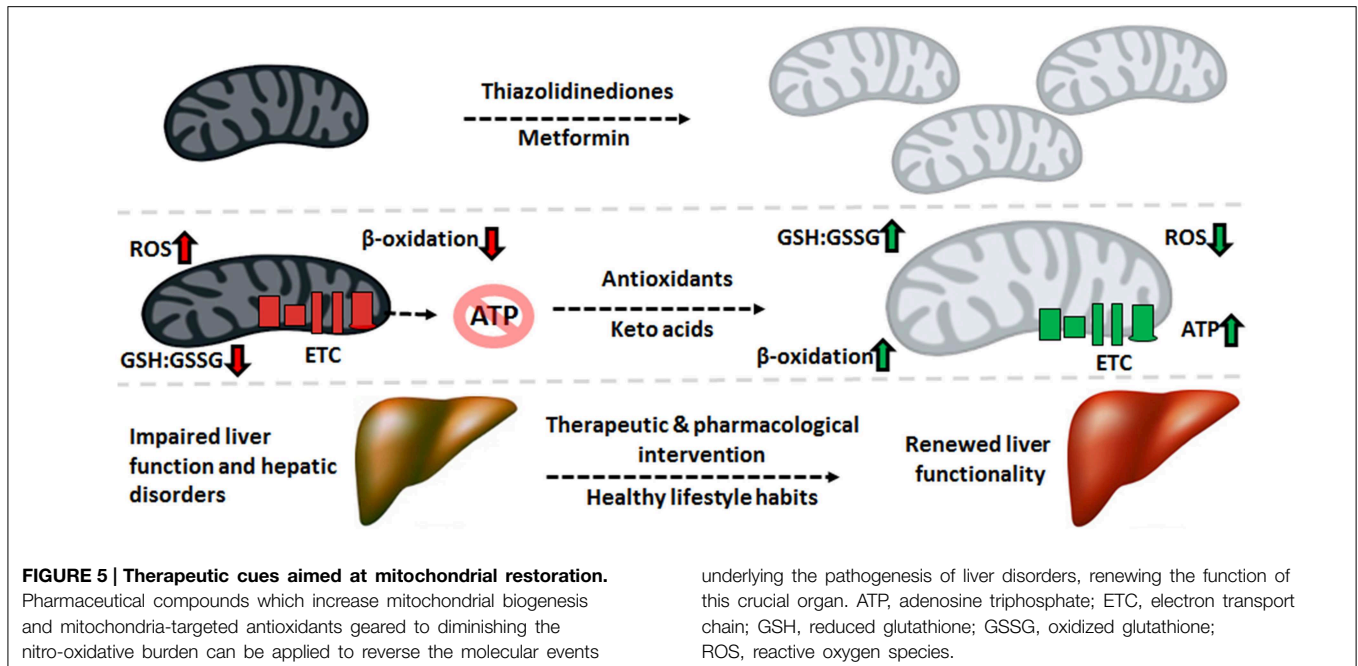 Thiazolidinediones
Metformin
ROS
β-oxidation
GSH:GSSG
ETC
ATP
Antioxidants
Keto acids
GSH:GSSG
ROS
β-oxidation
ATP
ETC
Impaired liver
function and hepatic
disorders
Therapeutic & pharmacological
intervention
Healthy lifestyle habits
Renewed liver
functionality
FIGURE 5 | Therapeutic cues aimed at mitochondrial restoration.
Pharmaceutical compounds which increase mitochondrial biogenesis
and mitochondria-targeted antioxidants geared to diminishing the
nitro-oxidative burden can be applied to reverse the molecular events
underlying the pathogenesis of liver disorders, renewing the function of
this crucial organ. ATP, adenosine triphosphate; ETC, electron transport
chain; GSH, reduced glutathione; GSSG, oxidized glutathione;
ROS, reactive oxygen species.